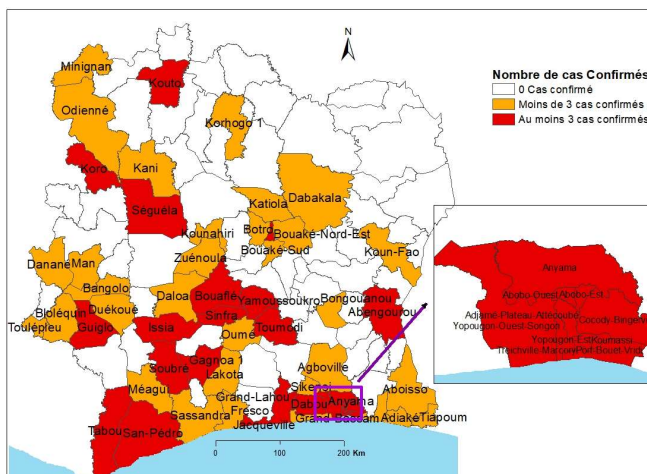 N
Nombre de cas Confirmés
0 Cas confirmé
Moins de 3 cas confirmés
Au moins 3 cas confirmés
Minignan
Kouto
Odienné
Korhogo 1
Koro
Kani
Dabakala
Séguéla
Katiola
Botro
Kounahiri
Bouaké-Nord-Est
Bouaké-Sud
Koun-Fao
Zuénoula
Danané
Man
Bangolo
Daloa
Bouaflé
Yamoussoukro
Bongouanou
Abengourou
Bloléquin
Duékoué
Toulépleu
Guiglo
Issia
Sinfra
Toumodi
Oumé
Soubré
Gagnoa 1
Lakota
Agboville
Sikensi
Méagui
Grand-Lahou
Dabou
Anyama
Aboisso
Sassandra
Fresco
Jacqueville
Grand-Bassam
Adiaké
Tiapoum
Tabou
San-Pédro
0
100
200 Km
Anyama
Abobo-Ouest
Abobo-Est
Adjamé-Plateau-Attécoubé
Cocody-Bingerville
Yopougon-Ouest-Songon
Yopougon-Est
Koumassi
Treichville-Marcory
Port-Bouet-Vridi